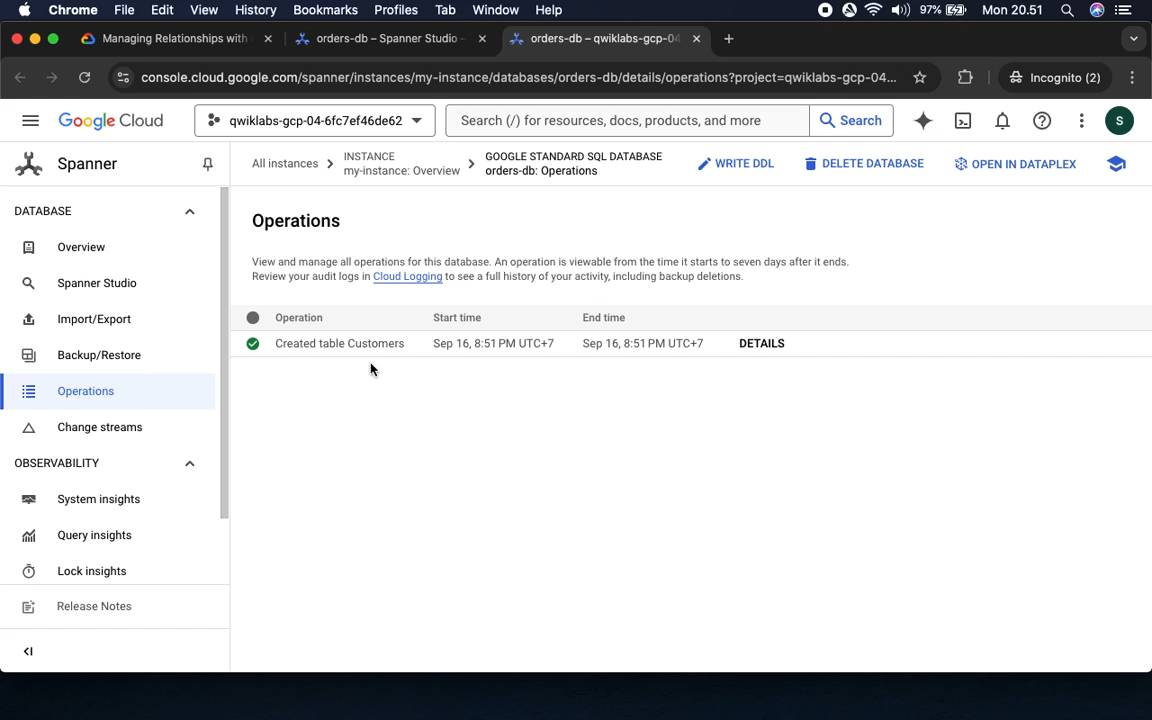 Chrome File Edit View History Bookmarks Profiles Tab Window Help 97% Mon 20.51
Managing Relationships with
orders-db – Spanner Studio –
orders-db – qwiklabs-gcp-04
console.cloud.google.com/spanner/instances/my-instance/databases/orders-db/details/operations?project=qwiklabs-gcp-04... Incognito (2)
Google Cloud qwiklabs-gcp-04-6fc7ef46de62 Search (/) for resources, docs, products, and more Search S
Spanner
All instances
INSTANCE
my-instance: Overview
GOOGLE STANDARD SQL DATABASE
orders-db: Operations
WRITE DDL DELETE DATABASE OPEN IN DATAPLEX
DATABASE
Overview
Spanner Studio
Import/Export
Backup/Restore
Operations
Change streams
OBSERVABILITY
System insights
Query insights
Lock insights
Release Notes
Operations
View and manage all operations for this database. An operation is viewable from the time it starts to seven days after it ends.
Review your audit logs in Cloud Logging to see a full history of your activity, including backup deletions.
Operation Start time End time
Created table Customers Sep 16, 8:51 PM UTC+7 Sep 16, 8:51 PM UTC+7 DETAILS